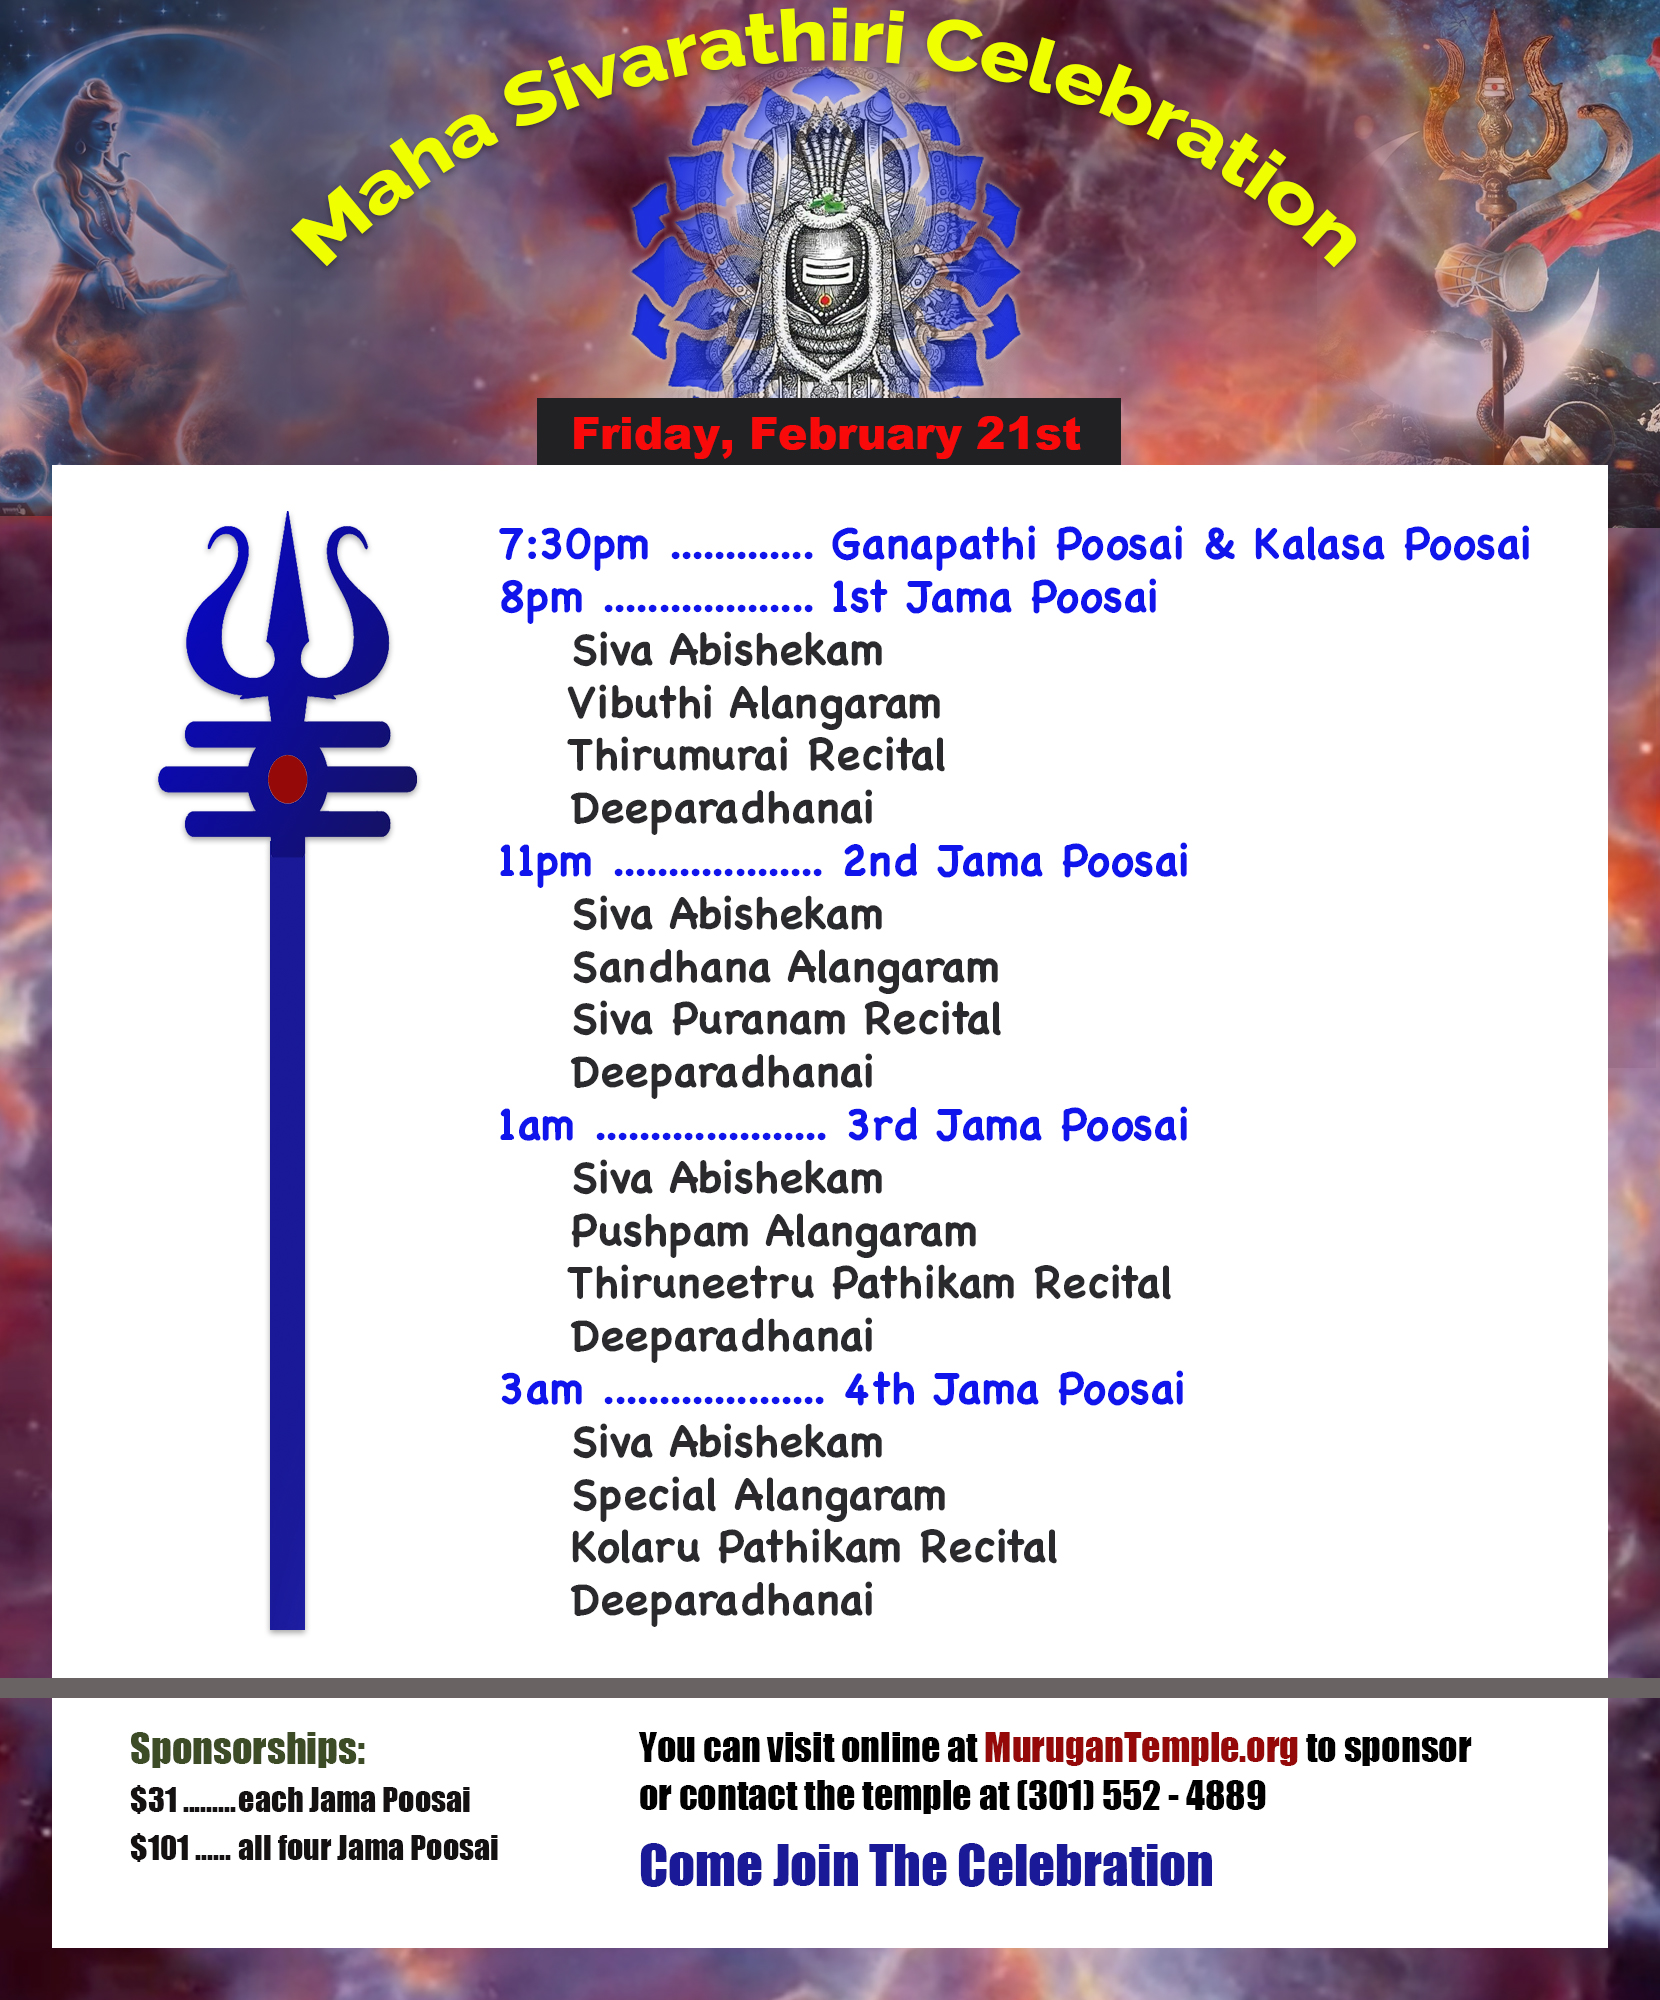 Maha Sivarathiri Celebration
Friday, February 21st
7:30pm ............. Ganapathi Poosai & Kalasa Poosai
8pm ................... 1st Jama Poosai
Siva Abishekam
Vibuthi Alangaram
Thirumurai Recital
Deeparadhanai
11pm ................... 2nd Jama Poosai
Siva Abishekam
Sandhana Alangaram
Siva Puranam Recital
Deeparadhanai
1am ..................... 3rd Jama Poosai
Siva Abishekam
Pushpam Alangaram
Thiruneetru Pathikam Recital
Deeparadhanai
3am .................... 4th Jama Poosai
Siva Abishekam
Special Alangaram
Kolaru Pathikam Recital
Deeparadhanai
Sponsorships:
$31 .........each Jama Poosai
$101 ...... all four Jama Poosai
You can visit online at MuruganTemple.org to sponsor
or contact the temple at (301) 552 - 4889
Come Join The Celebration